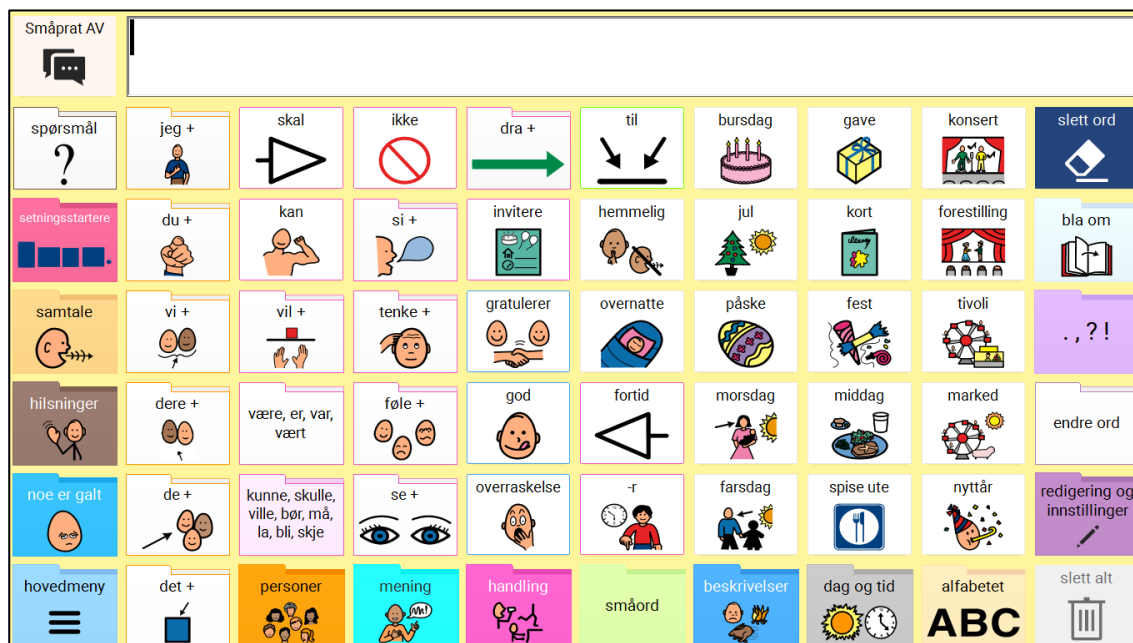 Småprat AV
spørsmål
?
jeg +
skal
ikke
dra +
til
bursdag
gave
konsert
slett ord
setningsstartere
du +
kan
si +
invitere
hemmelig
jul
kort
forestilling
bla om
samtale
vi +
vil +
tenke +
gratulerer
overnatte
påske
fest
tivoli
. , ? !
hilsninger
dere +
være, er, var,
vært
føle +
god
fortid
morsdag
middag
marked
endre ord
noe er galt
de +
kunne, skulle,
ville, bør, må,
la, bli, skje
se +
overraskelse
-r
farsdag
spise ute
nyttår
redigering og
innstillinger
hovedmeny
det +
personer
mening
handling
småord
beskrivelser
dag og tid
alfabetet
ABC
slett alt